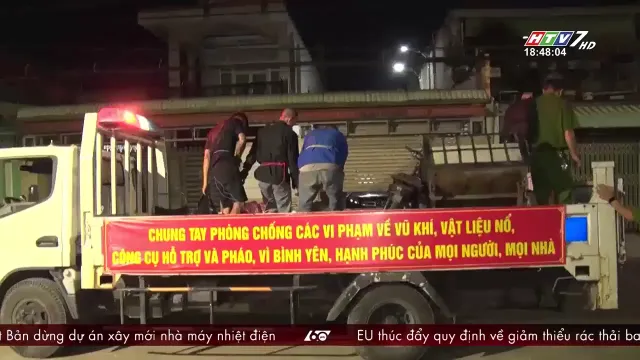 HTV7 HD
18:48:04
CHUNG TAY PHÒNG CHỐNG CÁC VI PHẠM VỀ VŨ KHÍ, VẬT LIỆU NỔ,
CÔNG CỤ HỖ TRỢ VÀ PHÁO, VÌ BÌNH YÊN, HẠNH PHÚC CỦA MỌI NGƯỜI, MỌI NHÀ
Bản dừng dự án xây mới nhà máy nhiệt điện
60
EU thúc đẩy quy định về giảm thiểu rác thải